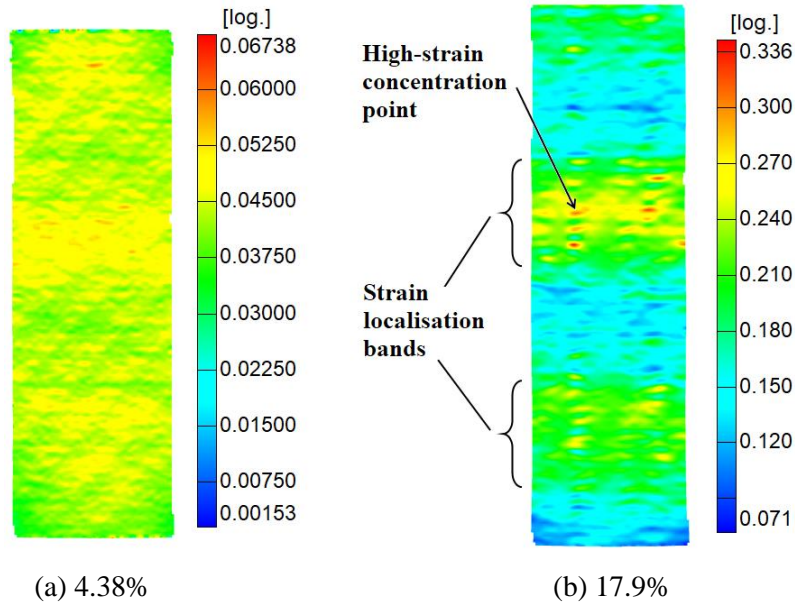 [log.]
0.06738
0.06000
0.05250
0.04500
0.03750
0.03000
0.02250
0.01500
0.00750
0.00153
(a) 4.38%
High-strain
concentration
point
Strain
localisation
bands
[log.]
0.336
0.300
0.270
0.240
0.210
0.180
0.150
0.120
0.071
(b) 17.9%